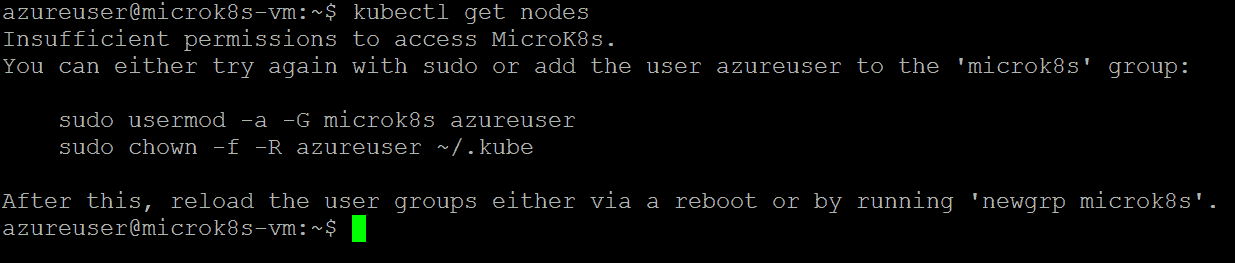 azureuser@microk8s-vm:~$ kubectl get nodes
Insufficient permissions to access MicroK8s.
You can either try again with sudo or add the user azureuser to the 'microk8s' group:
sudo usermod -a -G microk8s azureuser
sudo chown -f -R azureuser ~/.kube
After this, reload the user groups either via a reboot or by running 'newgrp microk8s'.
azureuser@microk8s-vm:~$